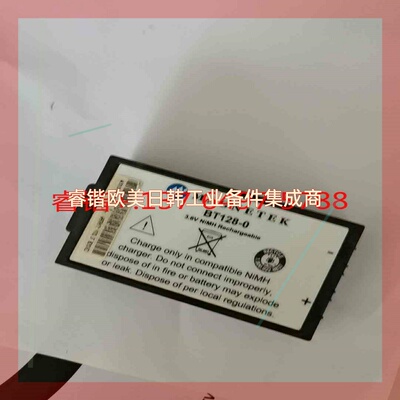 睿锴欧美日韩工业备件集成商
BT128-0
3.6V NiMH Rechargeable
Charge only in compatible NiMH
charger. Do not connect improperly,
dispose of in fire or battery may explode
or leak. Dispose of per local regulations.
-
+